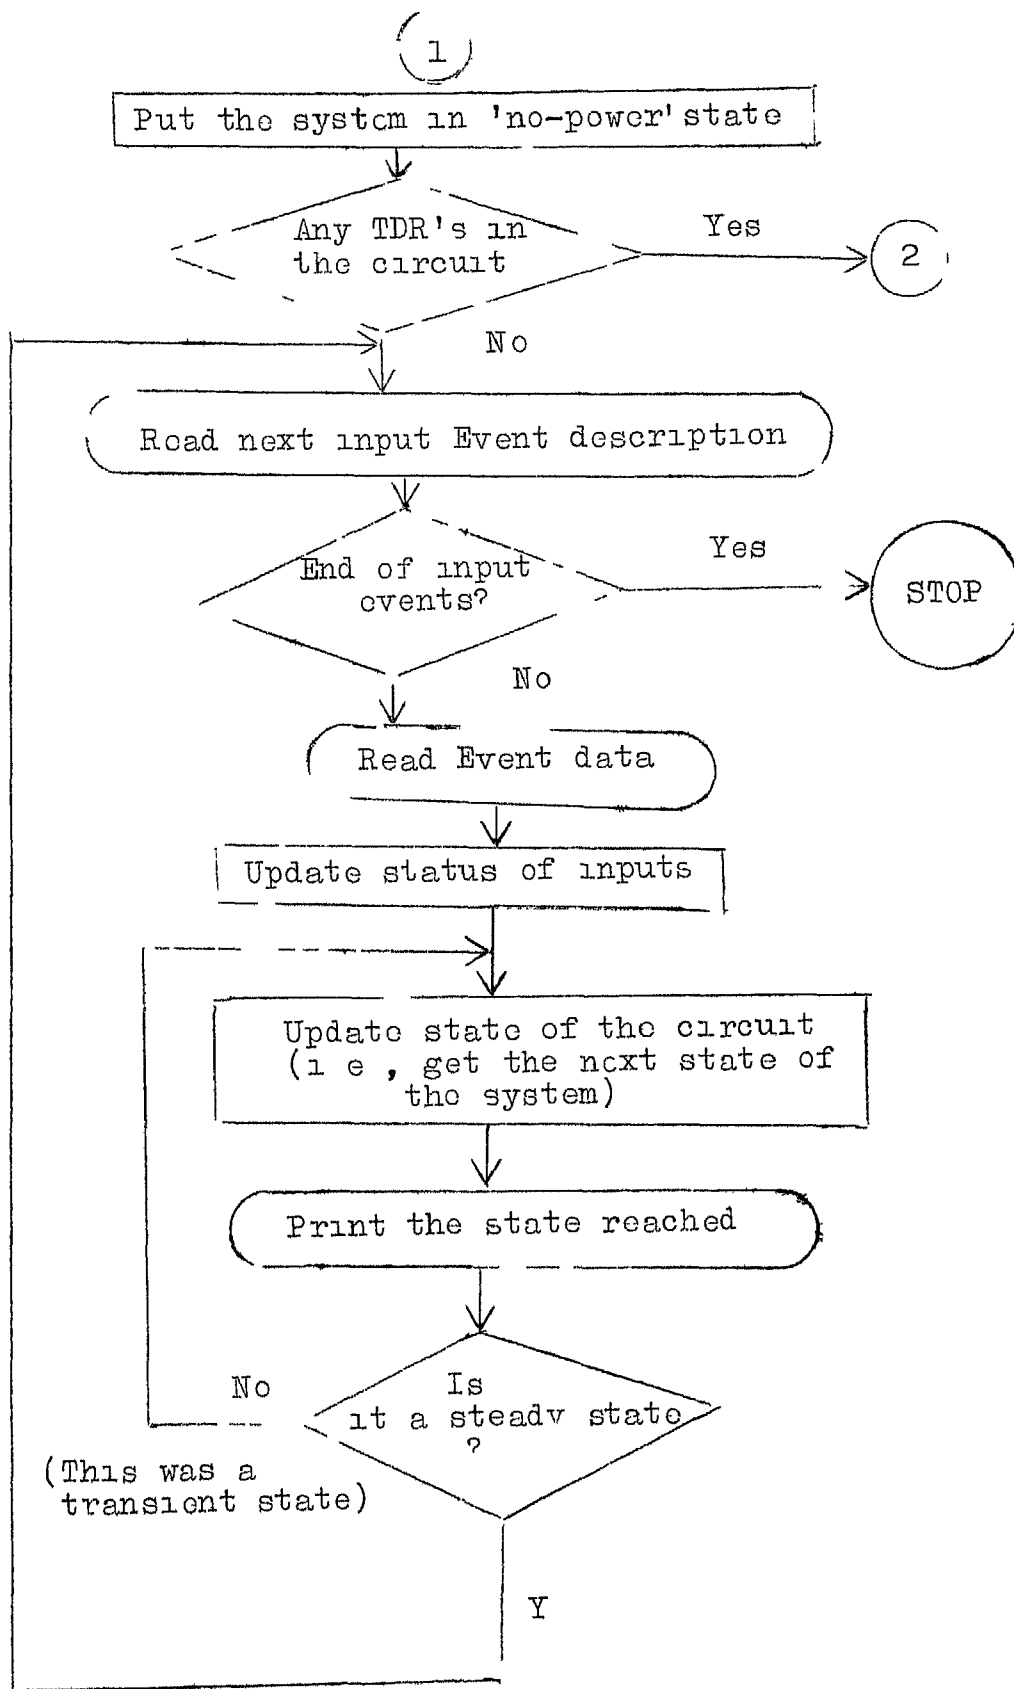 1
Put the system in 'no-power' state
Any TDR's in
the circuit
Yes
2
No
Read next input Event description
End of input
events?
Yes
STOP
No
Read Event data
Update status of inputs
Update state of the circuit
(i e , get the next state of
the system)
Print the state reached
Is
it a steady state
?
No
(This was a
transient state)
Y